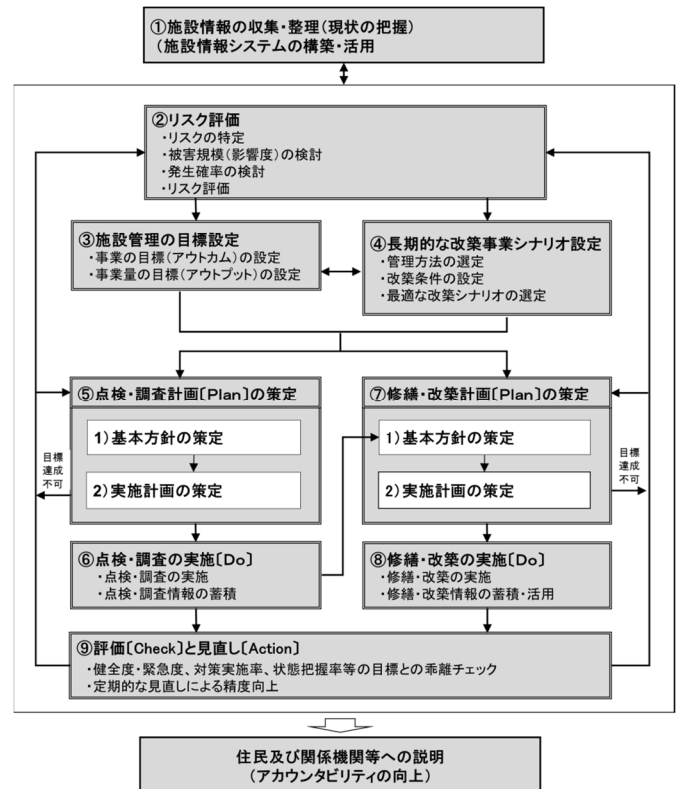 ①施設情報の収集・整理(現状の把握)
(施設情報システムの構築・活用
②リスク評価
・リスクの特定
・被害規模(影響度)の検討
・発生確率の検討
・リスク評価
③施設管理の目標設定
・事業の目標(アウトカム)の設定
・事業量の目標(アウトプット)の設定
④長期的な改築事業シナリオ設定
・管理方法の選定
・改築条件の設定
・最適な改築シナリオの選定
⑤点検・調査計画〔Plan〕の策定
1)基本方針の策定
2)実施計画の策定
目標
達成
不可
⑦修繕・改築計画〔Plan〕の策定
1)基本方針の策定
2)実施計画の策定
目標
達成
不可
⑥点検・調査の実施〔Do〕
・点検・調査の実施
・点検・調査情報の蓄積
⑧修繕・改築の実施〔Do〕
・修繕・改築の実施
・修繕・改築情報の蓄積・活用
⑨評価〔Check〕と見直し〔Action〕
・健全度・緊急度、対策実施率、状態把握率等の目標との乖離チェック
・定期的な見直しによる精度向上
住民及び関係機関等への説明
(アカウンタビリティの向上)